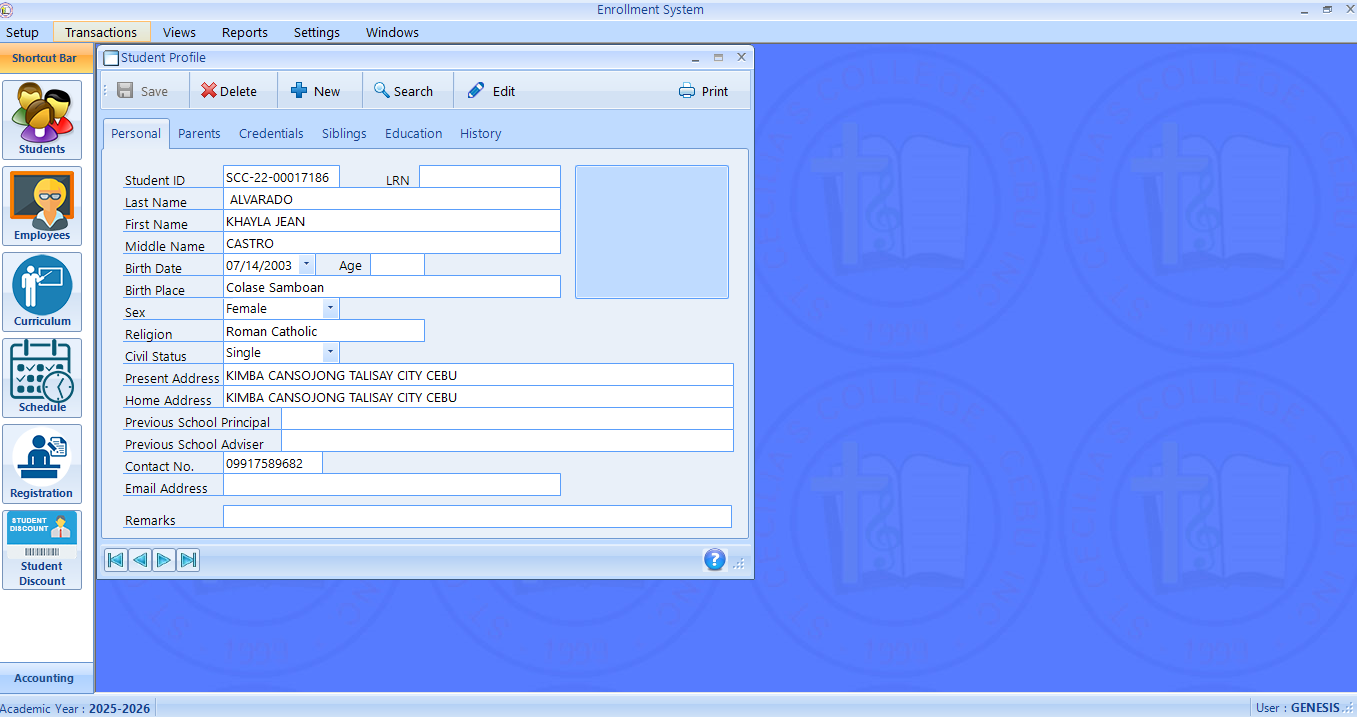 Enrollment System
Setup Transactions Views Reports Settings Windows
Shortcut Bar
Students
Employees
Curriculum
Schedule
Registration
STUDENT DISCOUNT
Student Discount
Accounting
Student Profile
Save Delete New Search Edit Print
Personal Parents Credentials Siblings Education History
Student ID SCC-22-00017186 LRN
Last Name ALVARADO
First Name KHAYLA JEAN
Middle Name CASTRO
Birth Date 07/14/2003 Age
Birth Place Colase Samboan
Sex Female
Religion Roman Catholic
Civil Status Single
Present Address KIMBA CANSOJONG TALISAY CITY CEBU
Home Address KIMBA CANSOJONG TALISAY CITY CEBU
Previous School Principal
Previous School Adviser
Contact No. 09917589682
Email Address
Remarks
?
Academic Year : 2025-2026 User : GENESIS